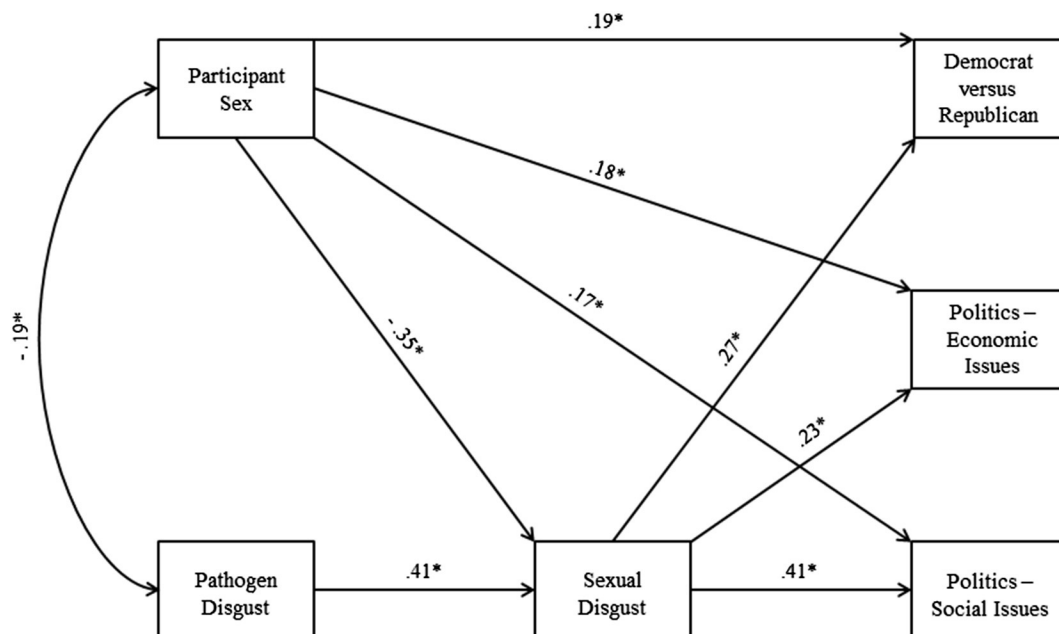 .19*
Participant
Sex
Democrat
versus
Republican
.18*
-.19*
- .35*
.17*
.27*
Politics –
Economic
Issues
.23*
Pathogen
Disgust
.41*
Sexual
Disgust
.41*
Politics –
Social Issues